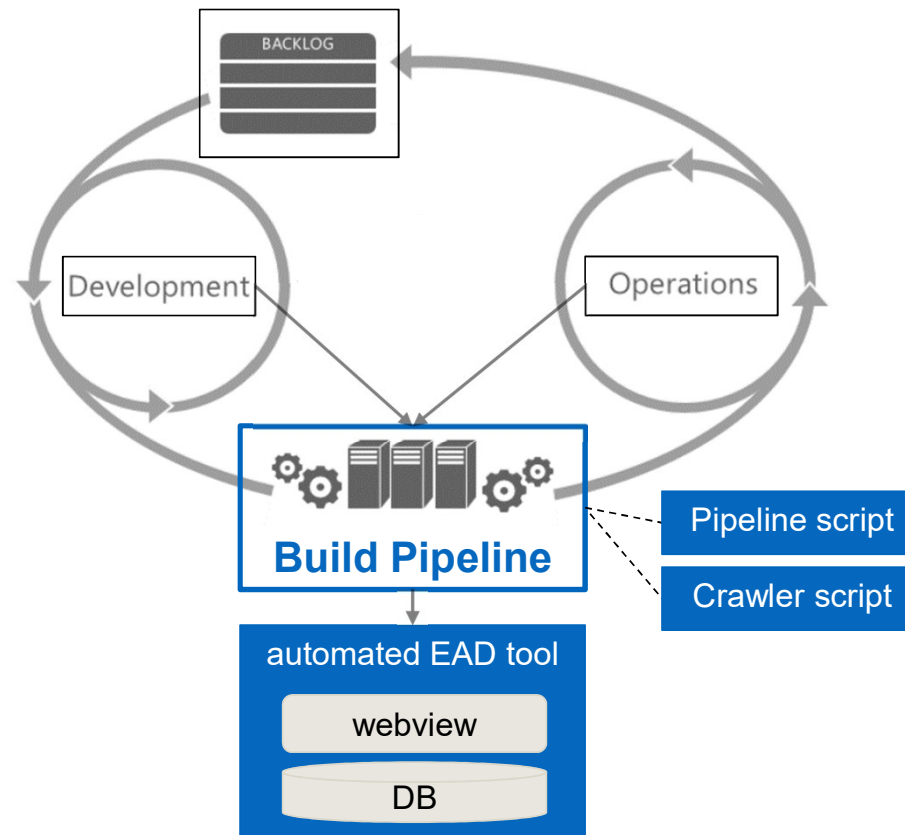 BACKLOG
Development
Operations
Build Pipeline
Pipeline script
Crawler script
automated EAD tool
webview
DB